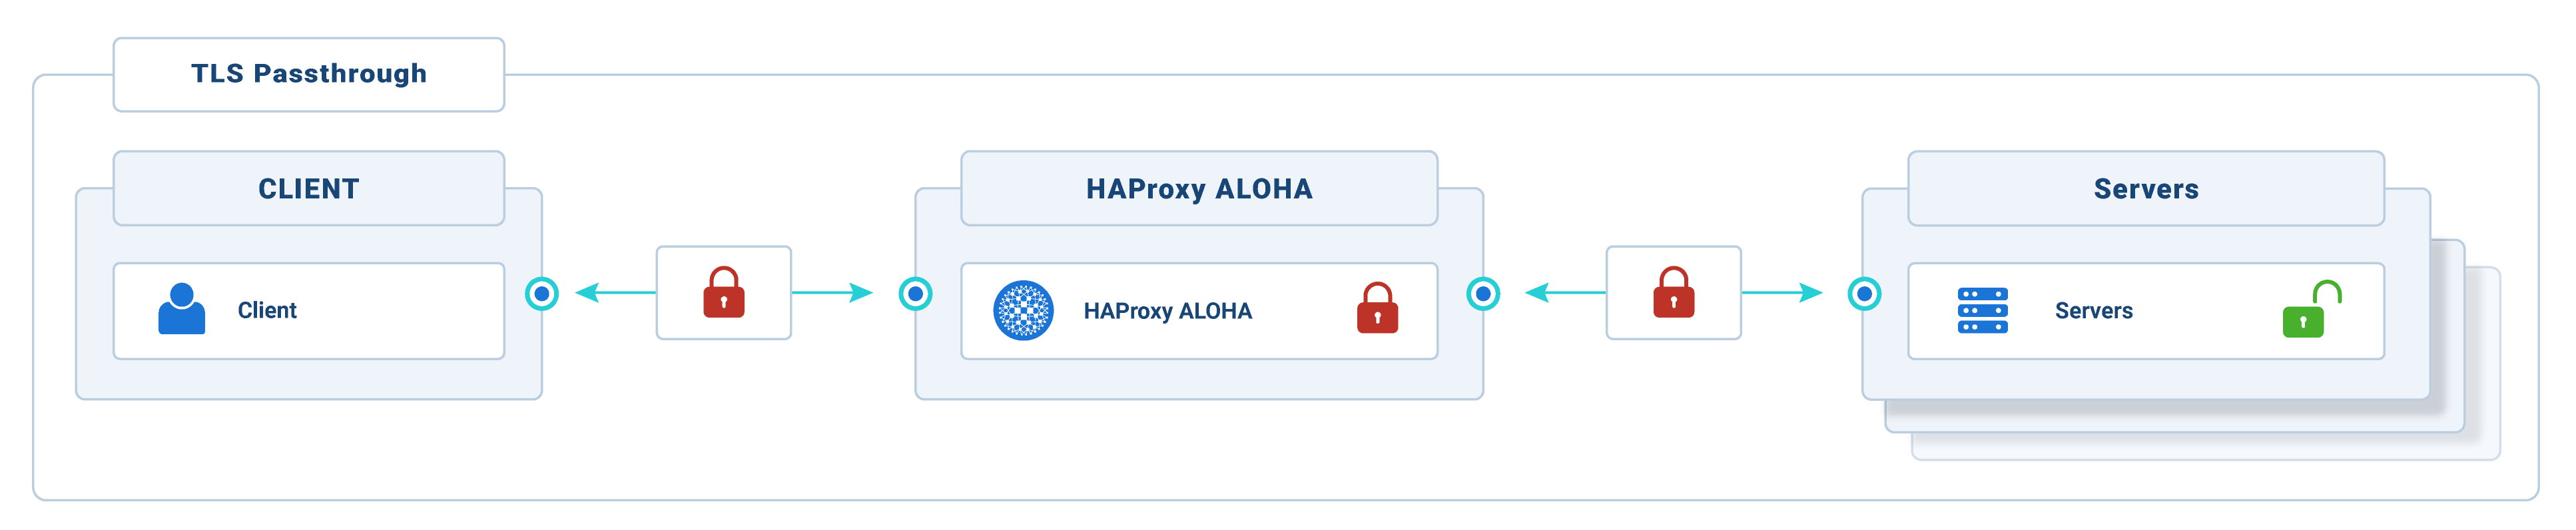 TLS Passthrough
CLIENT
Client
HAProxy ALOHA
HAProxy ALOHA
Servers
Servers